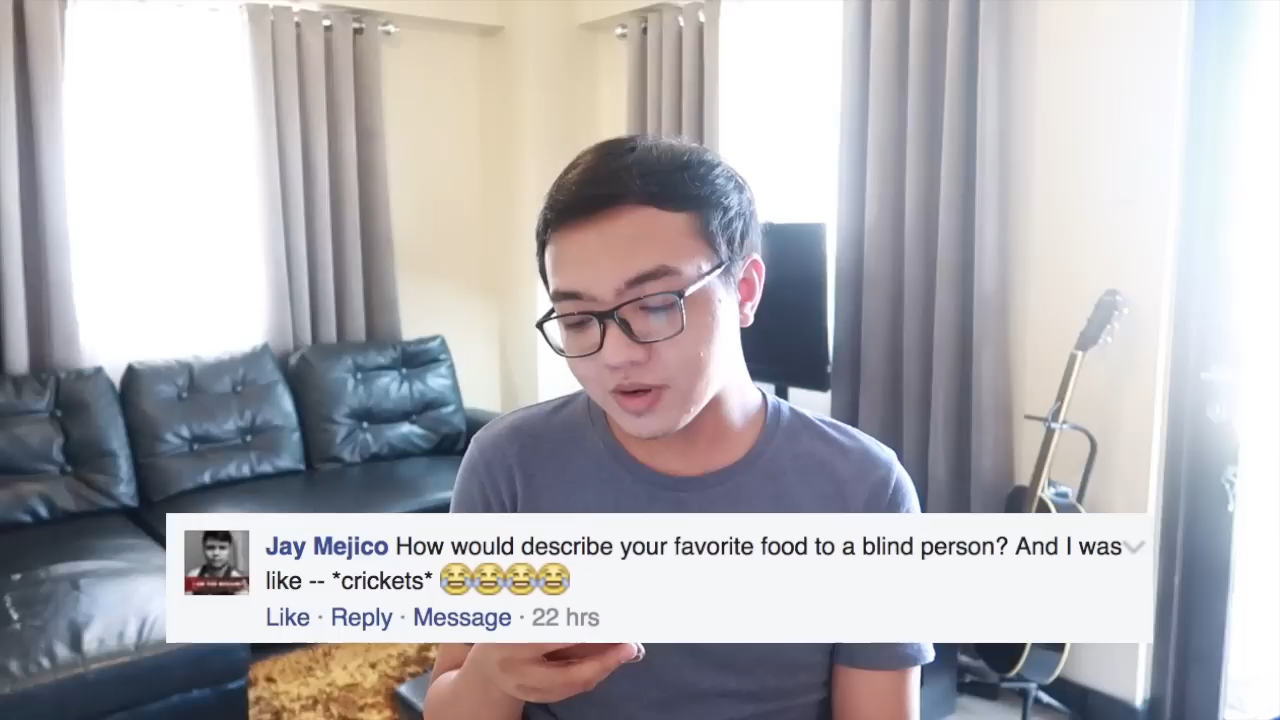 Jay Mejico How would describe your favorite food to a blind person? And I was
like -- *crickets* 😂😂😂😂
Like · Reply · Message · 22 hrs